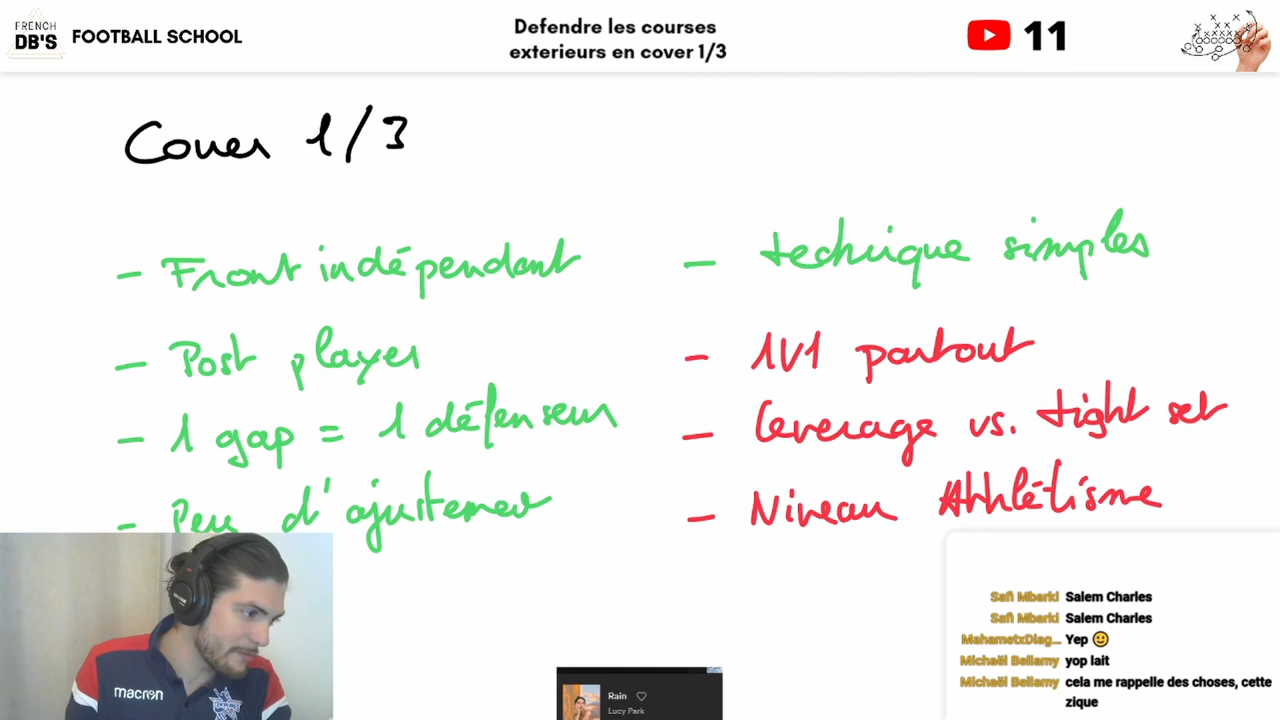 FRENCH
DB'S
FOOTBALL SCHOOL
Defendre les courses
exterieurs en cover 1/3
11
Cover 1/3
- Front indépendant
- Post player
- 1 gap = 1 défenseur
- Peu d'ajustement
- technique simples
- 1V1 partout
- leverage vs. tight set
- Niveau Athlétisme
macron
Safi Mbarki Salem Charles
Safi Mbarki Salem Charles
MahamotxDiag... Yep 🙂
Michaël Bellamy yop lait
Michaël Bellamy cela me rappelle des choses, cette
zique
Rain
Lucy Park